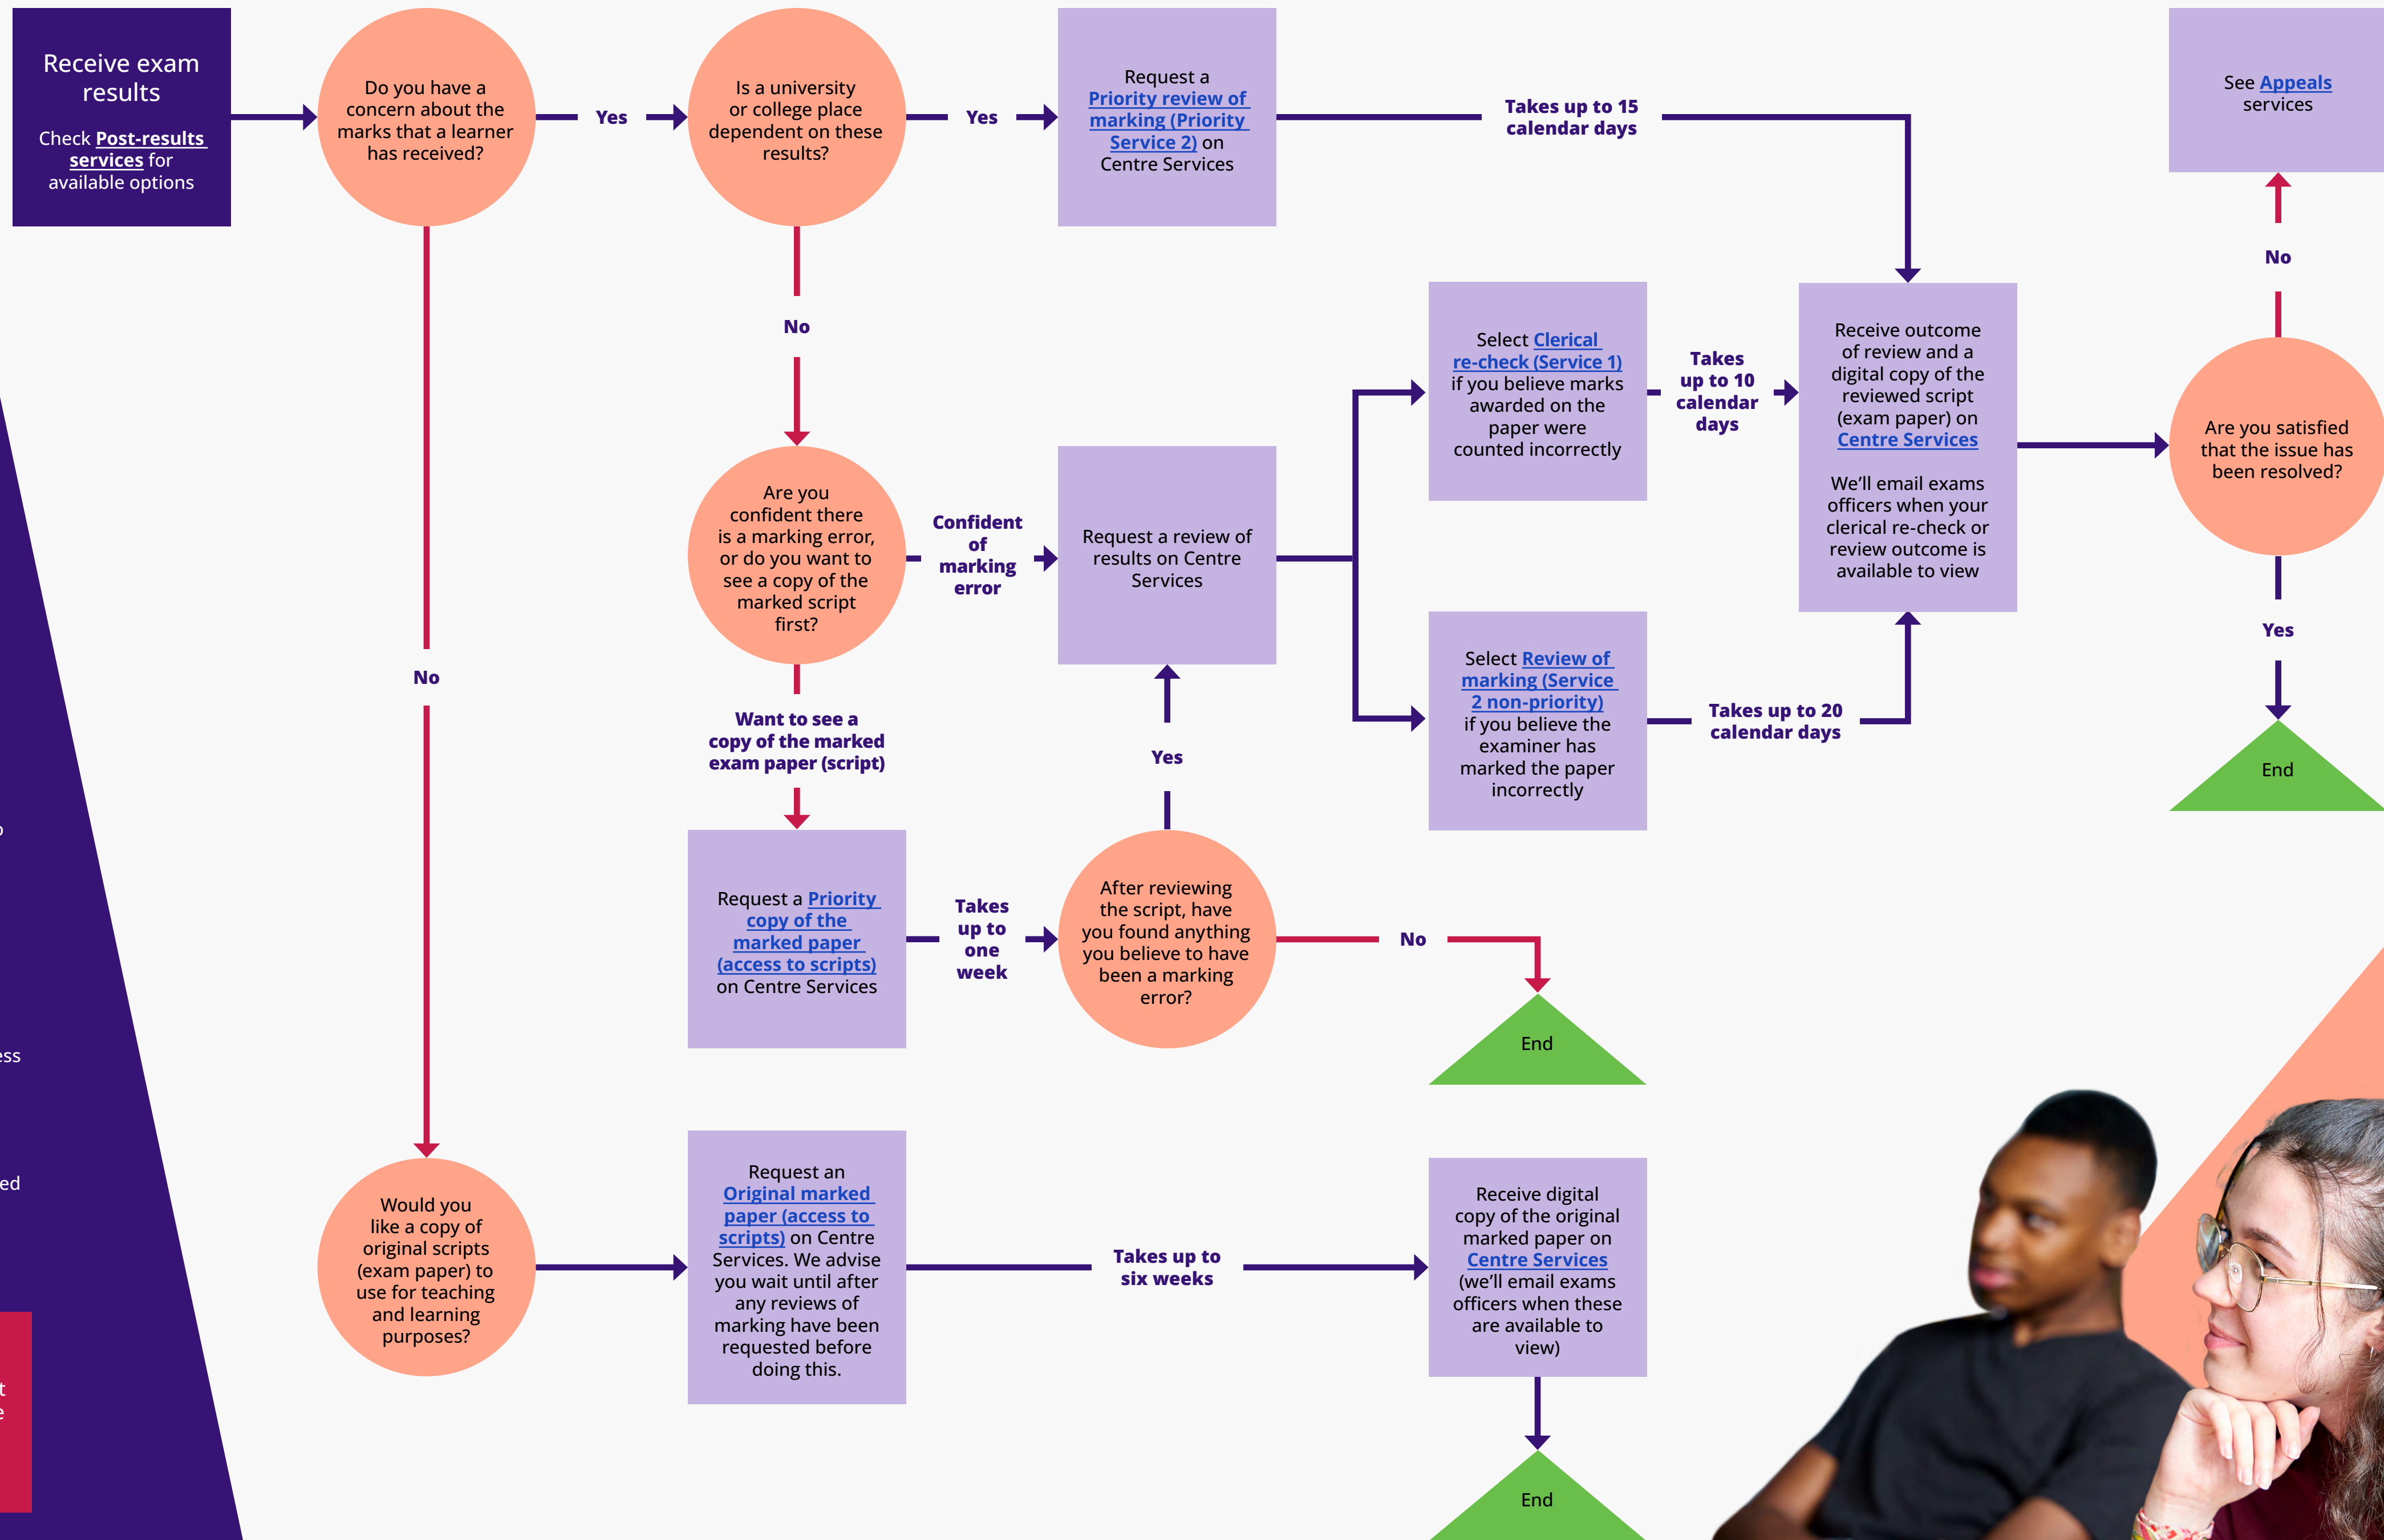 Receive exam
results
Check Post-results
services for
available options
Do you have a
concern about the
marks that a learner
has received?
Yes
Is a university
or college place
dependent on these
results?
Yes
Request a
Priority review of
marking (Priority
Service 2) on
Centre Services
Takes up to 15
calendar days
See Appeals
services
No
No
Select Clerical
re-check (Service 1)
if you believe marks
awarded on the
paper were
counted incorrectly
Takes
up to 10
calendar
days
Receive outcome
of review and a
digital copy of the
reviewed script
(exam paper) on
Centre Services
We’ll email exams
officers when your
clerical re-check or
review outcome is
available to view
Are you satisfied
that the issue has
been resolved?
Are you
confident there
is a marking error,
or do you want to
see a copy of the
marked script
first?
Confident
of
marking
error
Request a review of
results on Centre
Services
Select Review of
marking (Service
2 non-priority)
if you believe the
examiner has
marked the paper
incorrectly
Takes up to 20
calendar days
Yes
End
No
Want to see a
copy of the marked
exam paper (script)
Yes
Request a Priority
copy of the
marked paper
(access to scripts)
on Centre Services
Takes
up to
one
week
After reviewing
the script, have
you found anything
you believe to have
been a marking
error?
No
End
Would you
like a copy of
original scripts
(exam paper) to
use for teaching
and learning
purposes?
Request an
Original marked
paper (access to
scripts) on Centre
Services. We advise
you wait until after
any reviews of
marking have been
requested before
doing this.
Takes up to
six weeks
Receive digital
copy of the original
marked paper on
Centre Services
(we’ll email exams
officers when these
are available to
view)
End